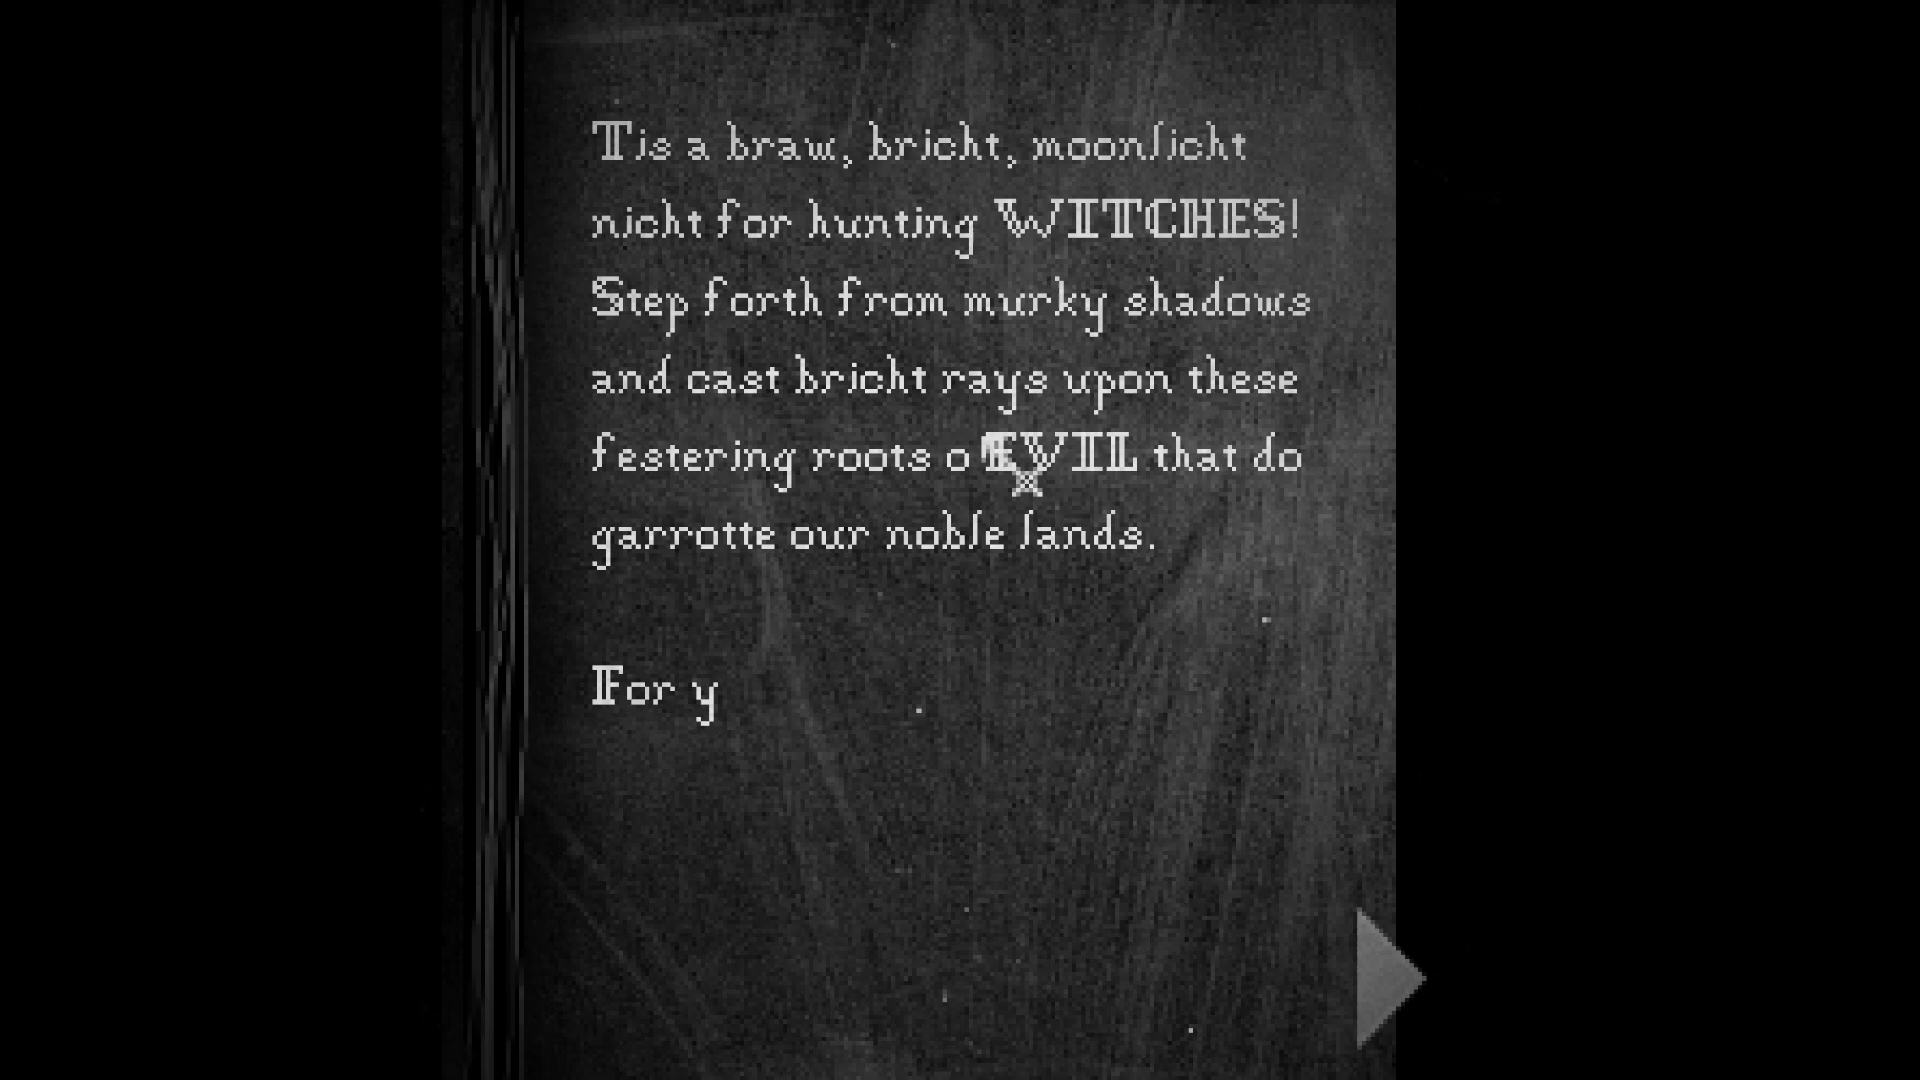 Tis a braw, bricht, moonlicht
nicht for hunting WITCHES!
Step forth from murky shadows
and cast bricht rays upon these
festering roots o EVIL that do
garrotte our noble lands.
For y